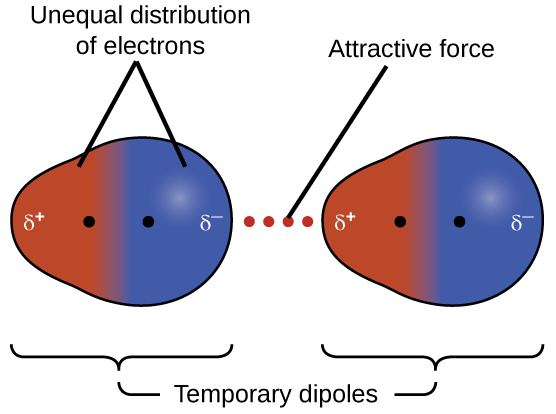 Unequal distribution
of electrons
Attractive force
δ+ δ− δ+ δ−
Temporary dipoles